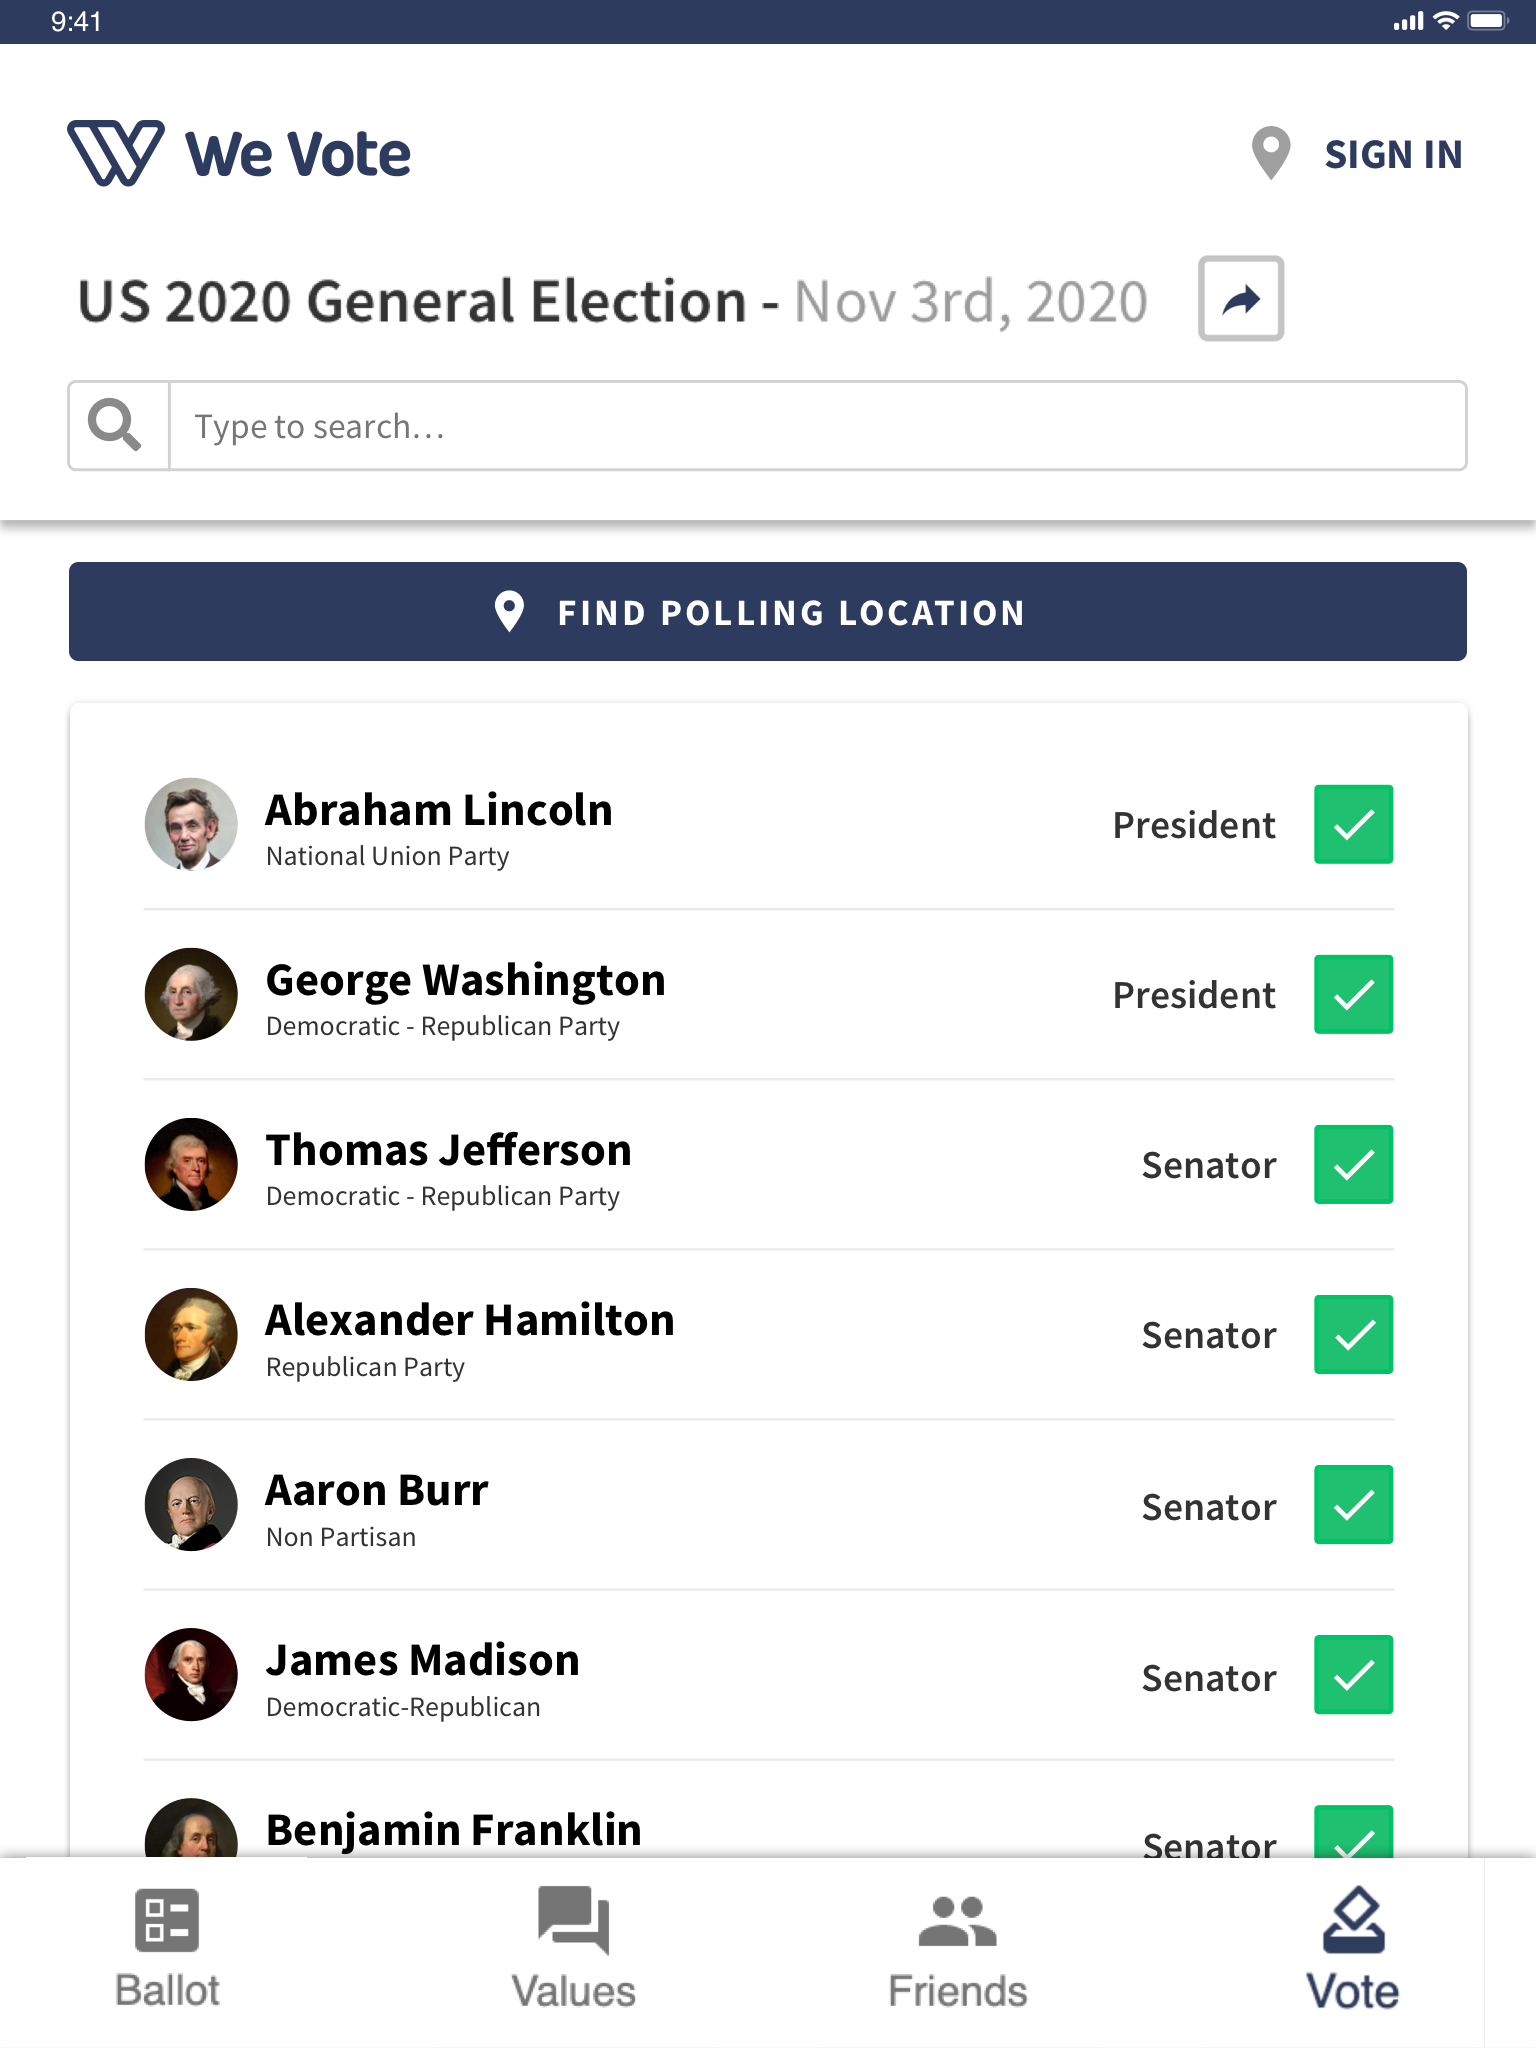 9:41
We Vote
SIGN IN
US 2020 General Election - Nov 3rd, 2020
Type to search...
FIND POLLING LOCATION
Abraham Lincoln
National Union Party
President
George Washington
Democratic - Republican Party
President
Thomas Jefferson
Democratic - Republican Party
Senator
Alexander Hamilton
Republican Party
Senator
Aaron Burr
Non Partisan
Senator
James Madison
Democratic-Republican
Senator
Benjamin Franklin
Senator
Ballot
Values
Friends
Vote